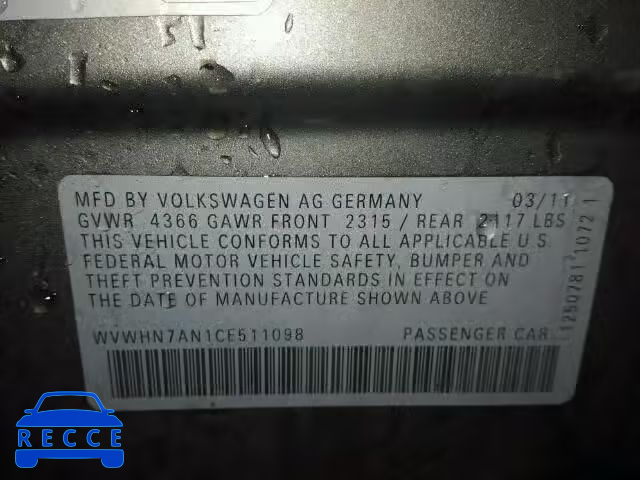 MFD BY VOLKSWAGEN AG GERMANY 03/11
GVWR 4366 GAWR FRONT 2315 / REAR 2117 LBS
THIS VEHICLE CONFORMS TO ALL APPLICABLE U.S.
FEDERAL MOTOR VEHICLE SAFETY, BUMPER AND
THEFT PREVENTION STANDARDS IN EFFECT ON
THE DATE OF MANUFACTURE SHOWN ABOVE
WVWHN7AN1CE511098 PASSENGER CAR
1250781 10721
RECCE